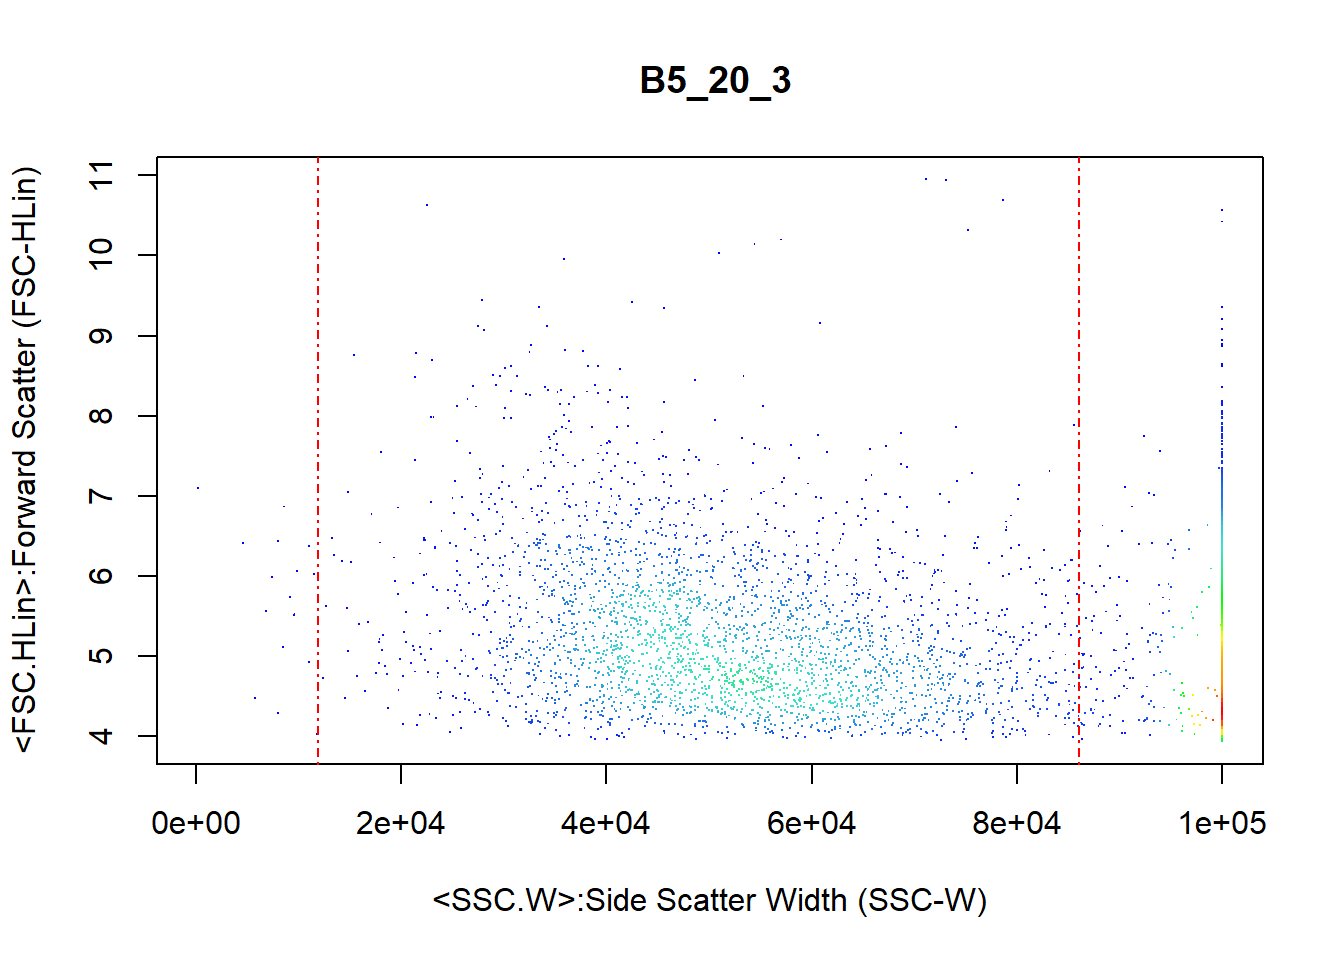 B5_20_3
<FSC.HLin>:Forward Scatter (FSC-HLin)
11
10
9
8
7
6
5
4
0e+00 2e+04 4e+04 6e+04 8e+04 1e+05
<SSC.W>:Side Scatter Width (SSC-W)